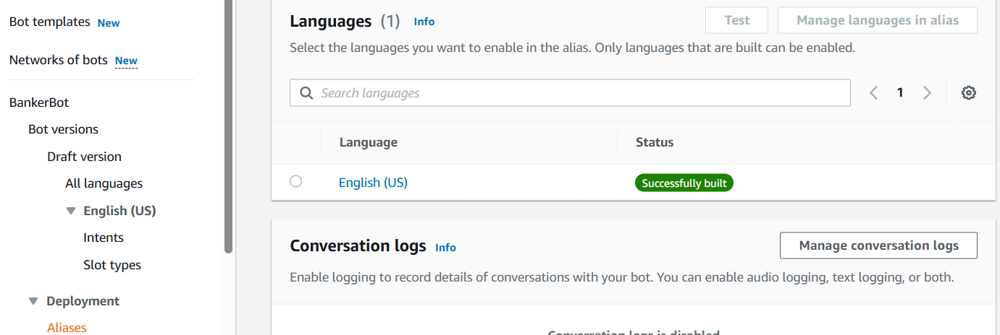 Bot templates New
Networks of bots New
BankerBot
Bot versions
Draft version
All languages
English (US)
Intents
Slot types
Deployment
Aliases
Languages (1) Info
Test
Manage languages in alias
Select the languages you want to enable in the alias. Only languages that are built can be enabled.
Search languages
1
Language Status
English (US) Successfully built
Conversation logs Info
Manage conversation logs
Enable logging to record details of conversations with your bot. You can enable audio logging, text logging, or both.
Conversation logs is disabled